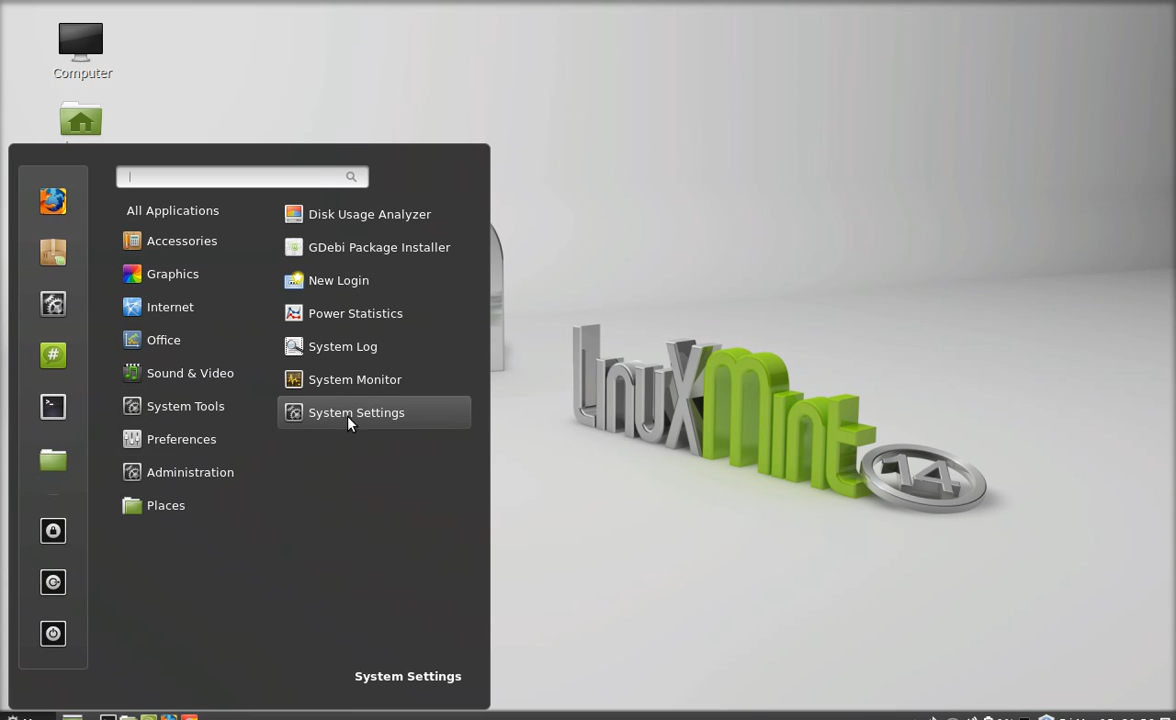 Computer
All Applications
Accessories
Graphics
Internet
Office
Sound & Video
System Tools
Preferences
Administration
Places
Disk Usage Analyzer
GDebi Package Installer
New Login
Power Statistics
System Log
System Monitor
System Settings
System Settings
LinuxMint
14